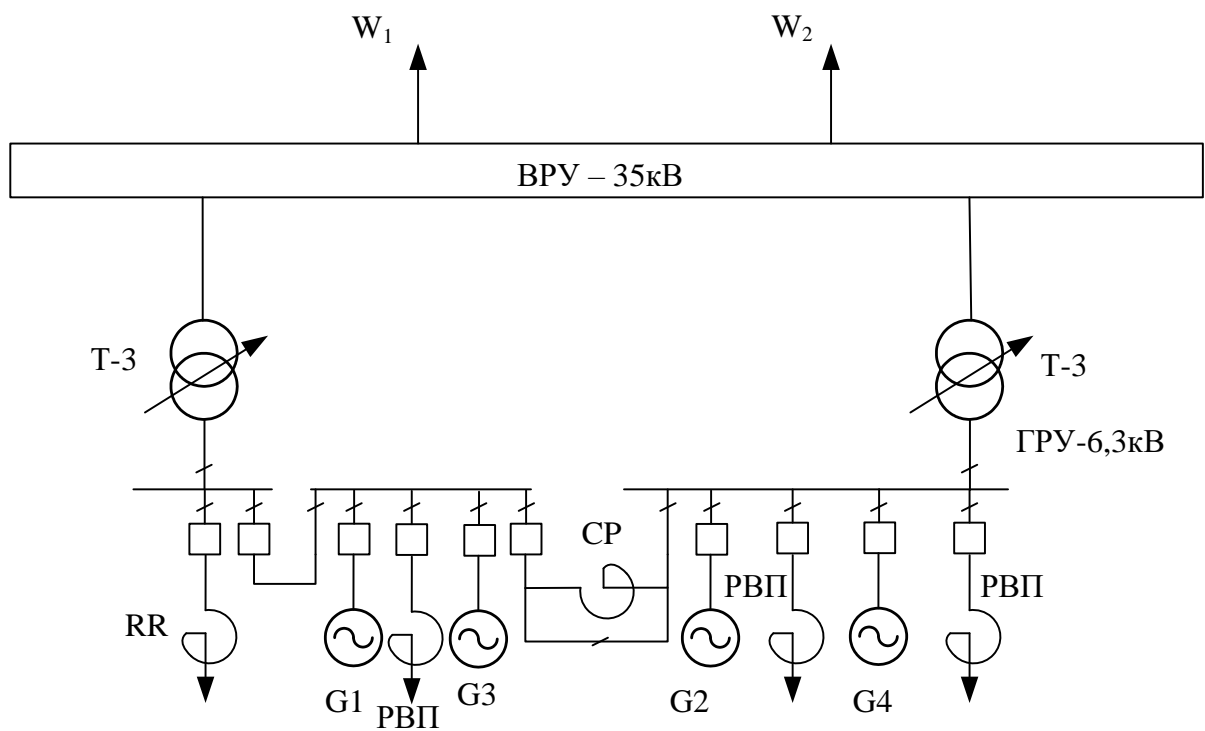 W₁
W₂
ВРУ – 35кВ
Т-3
Т-3
ГРУ-6,3кВ
СР
РВП
РВП
RR
G1
РВП
G3
G2
G4